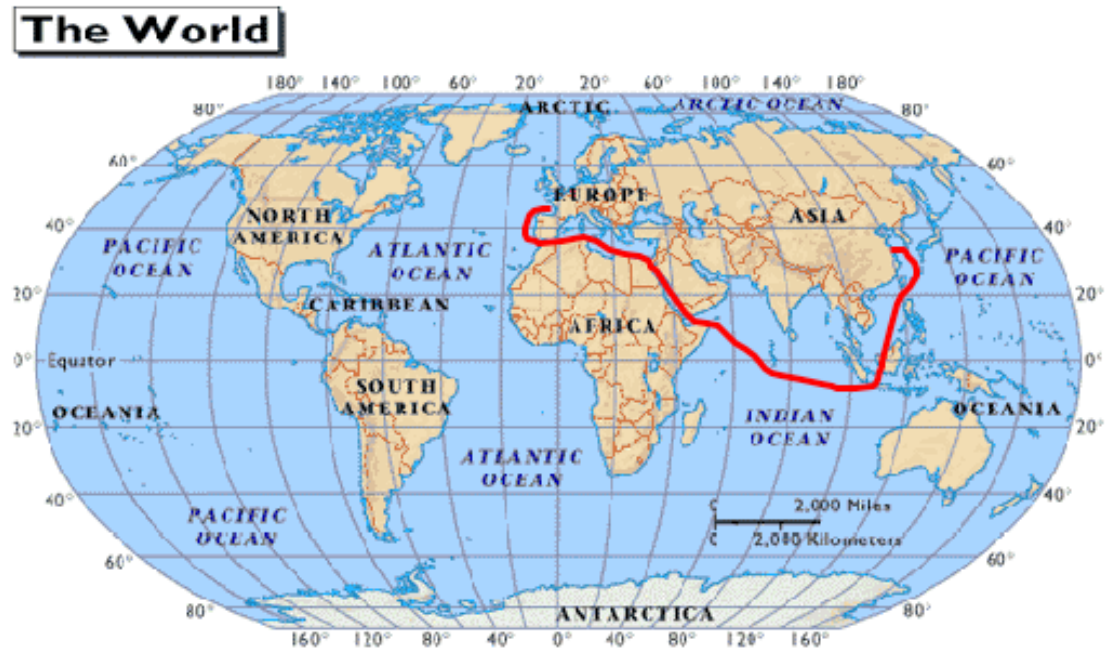 The World
180° 140° 100° 60° 20° 20° 60° 100° 140° 180°
ARCTIC
ARCTIC OCEAN
80° 80°
60° 60°
EUROPE
ASIA
NORTH
AMERICA
40° 40°
PACIFIC
OCEAN
ATLANTIC
OCEAN
PACIFIC
OCEAN
20° 20°
CARIBBEAN
AFRICA
0° Equator 0°
SOUTH
AMERICA
OCEANIA
OCEANIA
INDIAN
OCEAN
20° 20°
ATLANTIC
OCEAN
40° 40°
0 2,000 Miles
0 2,000 Kilometers
PACIFIC
OCEAN
60° 60°
80° 80°
ANTARCTICA
160° 120° 80° 40° 0° 40° 80° 120° 160°